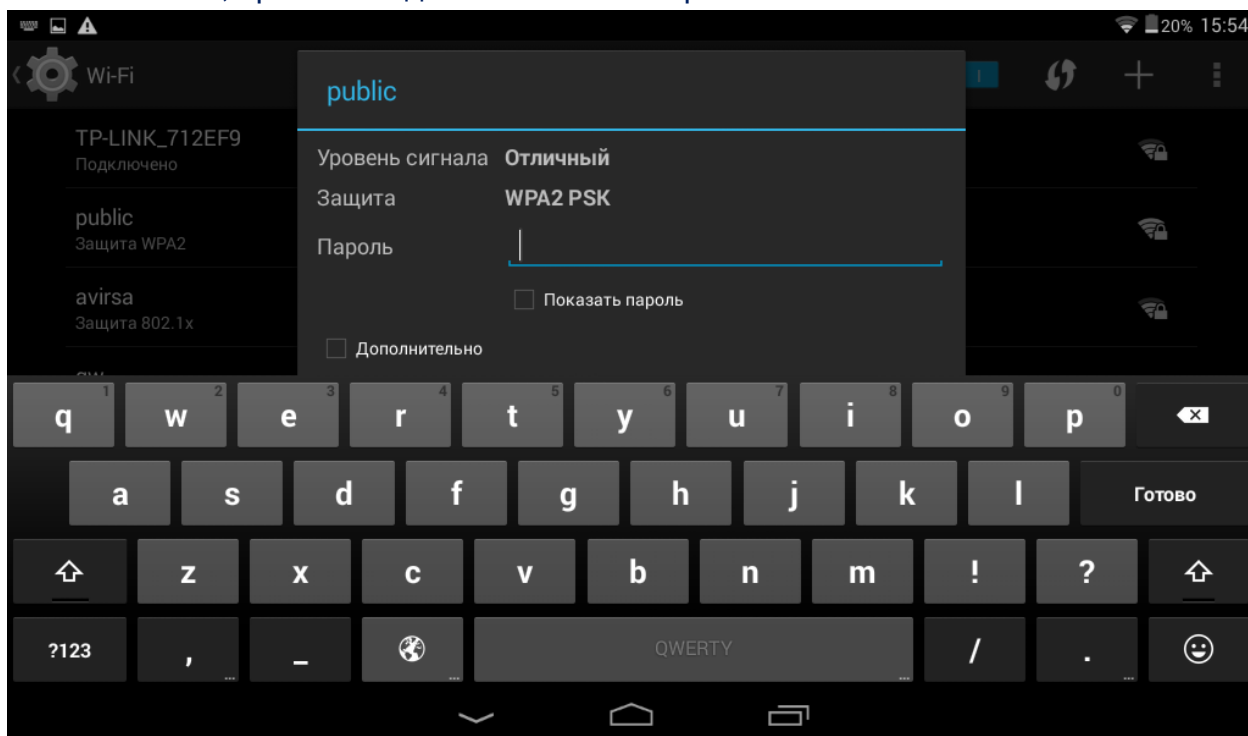 20% 15:54
Wi-Fi
I
public
TP-LINK_712EF9
Подключено
Уровень сигнала Отличный
Защита WPA2 PSK
public
Защита WPA2
Пароль
Показать пароль
avirsa
Защита 802.1x
Дополнительно
1 2 3 4 5 6 7 8 9 0
q w e r t y u i o p
a s d f g h j k l Готово
z x c v b n m ! ?
?123 , _ QWERTY / .